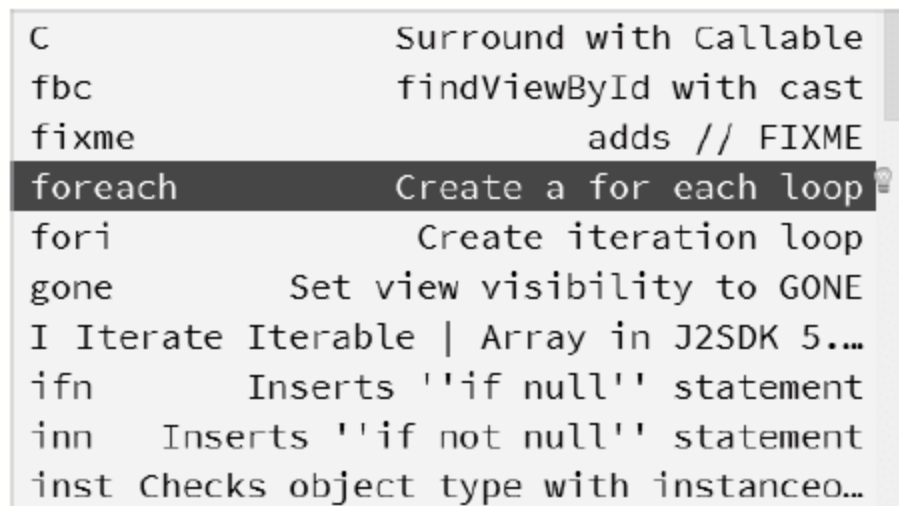 C Surround with Callable
fbc findViewById with cast
fixme adds // FIXME
foreach Create a for each loop
fori Create iteration loop
gone Set view visibility to GONE
I Iterate Iterable | Array in J2SDK 5.…
ifn Inserts ''if null'' statement
inn Inserts ''if not null'' statement
inst Checks object type with instanceo…